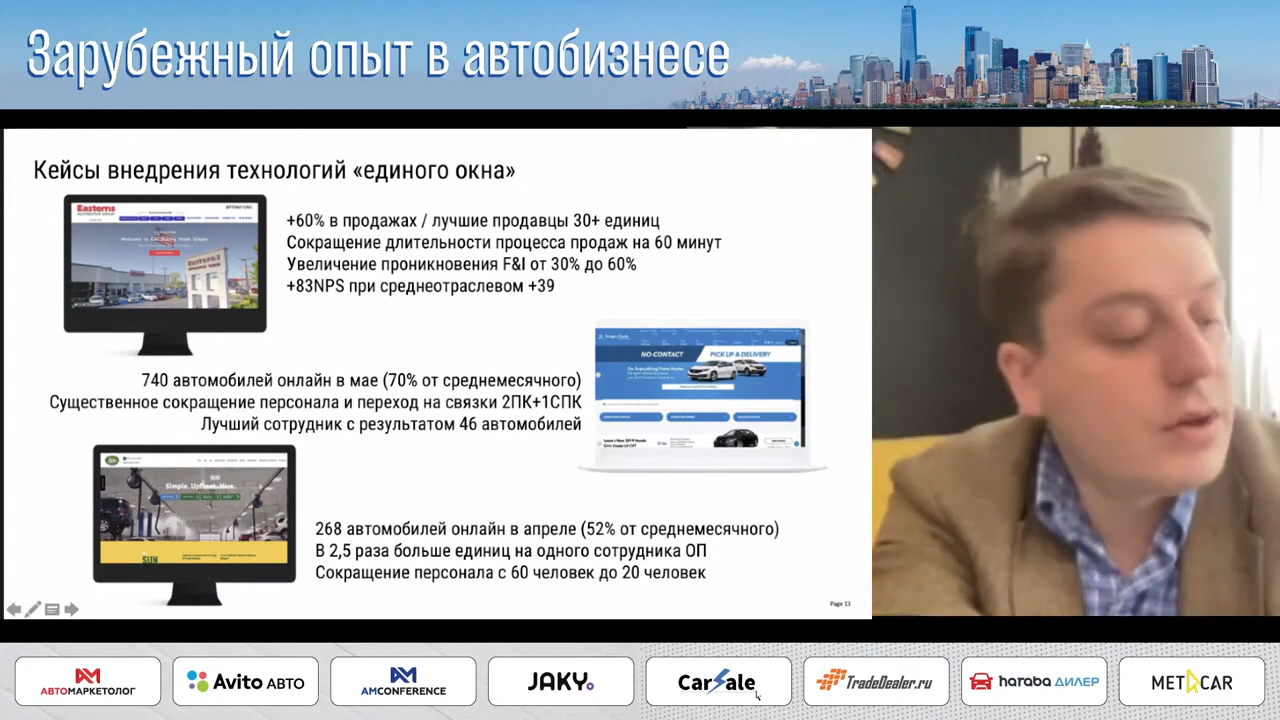 Зарубежный опыт в автобизнесе
Кейсы внедрения технологий «единого окна»
Easterns
+60% в продажах / лучшие продавцы 30+ единиц
Сокращение длительности процесса продаж на 60 минут
Увеличение проникновения F&I от 30% до 60%
+83NPS при среднеотраслевом +39
NO-CONTACT PICK UP & DELIVERY
Do Everything From Home.
740 автомобилей онлайн в мае (70% от среднемесячного)
Существенное сокращение персонала и переход на связки 2ПК+1СПК
Лучший сотрудник с результатом 46 автомобилей
Simple. Upfront. Nice.
SUN
268 автомобилей онлайн в апреле (52% от среднемесячного)
В 2,5 раза больше единиц на одного сотрудника ОП
Сокращение персонала с 60 человек до 20 человек
Page 13
АВТОМАРКЕТОЛОГ
Avito АВТО
AMCONFERENCE
JAKY
CarSale
TradeDealer.ru
haraba ДИЛЕР
METACAR